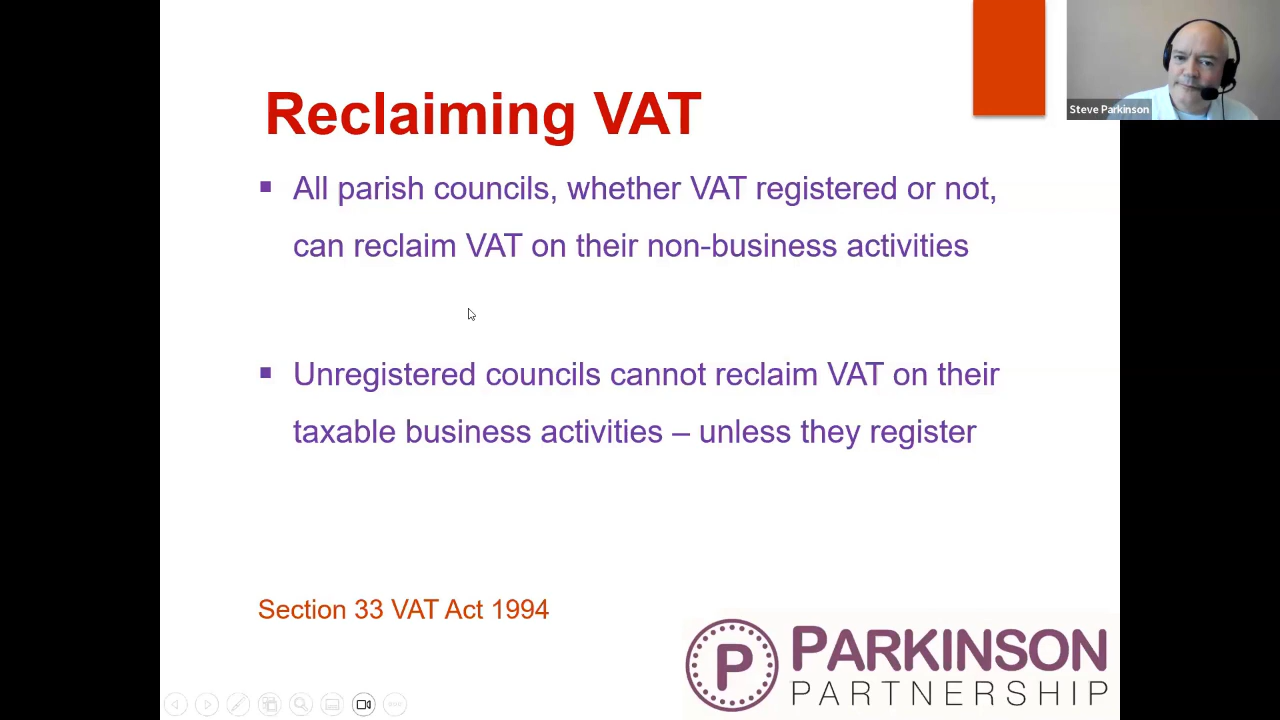 Reclaiming VAT
Steve Parkinson
All parish councils, whether VAT registered or not,
can reclaim VAT on their non-business activities
Unregistered councils cannot reclaim VAT on their
taxable business activities – unless they register
Section 33 VAT Act 1994
P
PARKINSON
PARTNERSHIP